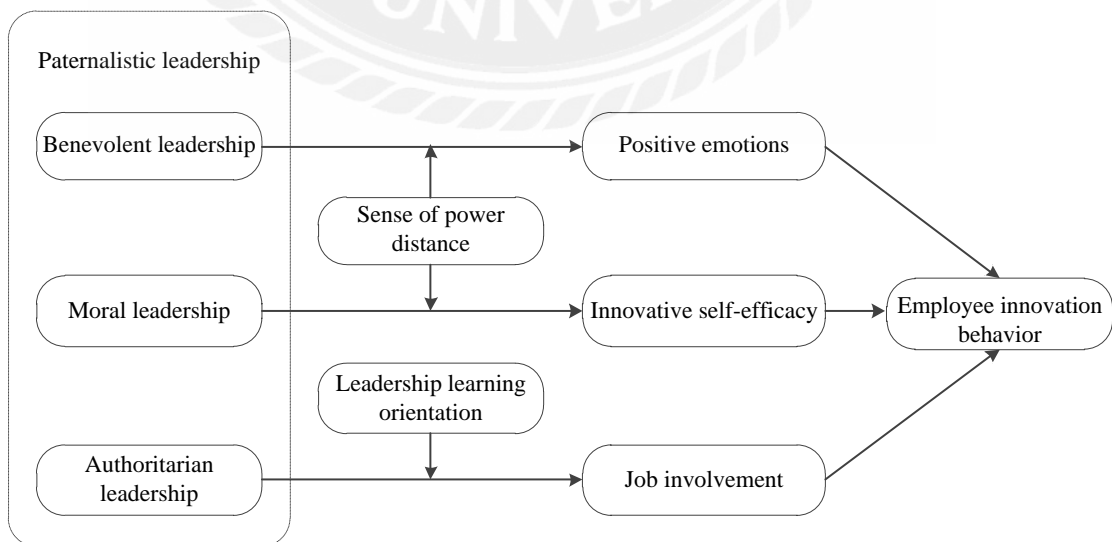 UNIVE
Paternalistic leadership
Benevolent leadership
Positive emotions
Sense of power
distance
Moral leadership
Innovative self-efficacy
Employee innovation
behavior
Leadership learning
orientation
Authoritarian
leadership
Job involvement